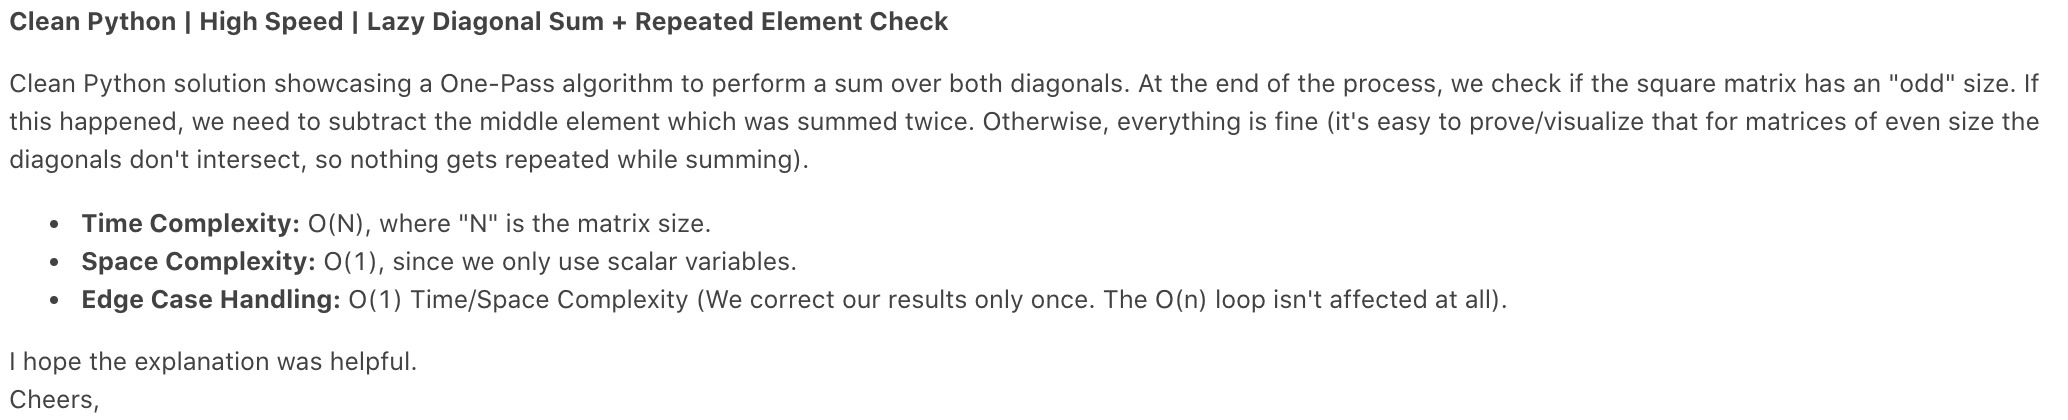 Clean Python | High Speed | Lazy Diagonal Sum + Repeated Element Check
Clean Python solution showcasing a One-Pass algorithm to perform a sum over both diagonals. At the end of the process, we check if the square matrix has an "odd" size. If
this happened, we need to subtract the middle element which was summed twice. Otherwise, everything is fine (it's easy to prove/visualize that for matrices of even size the
diagonals don't intersect, so nothing gets repeated while summing).
• Time Complexity: O(N), where "N" is the matrix size.
• Space Complexity: O(1), since we only use scalar variables.
• Edge Case Handling: O(1) Time/Space Complexity (We correct our results only once. The O(n) loop isn't affected at all).
I hope the explanation was helpful.
Cheers,